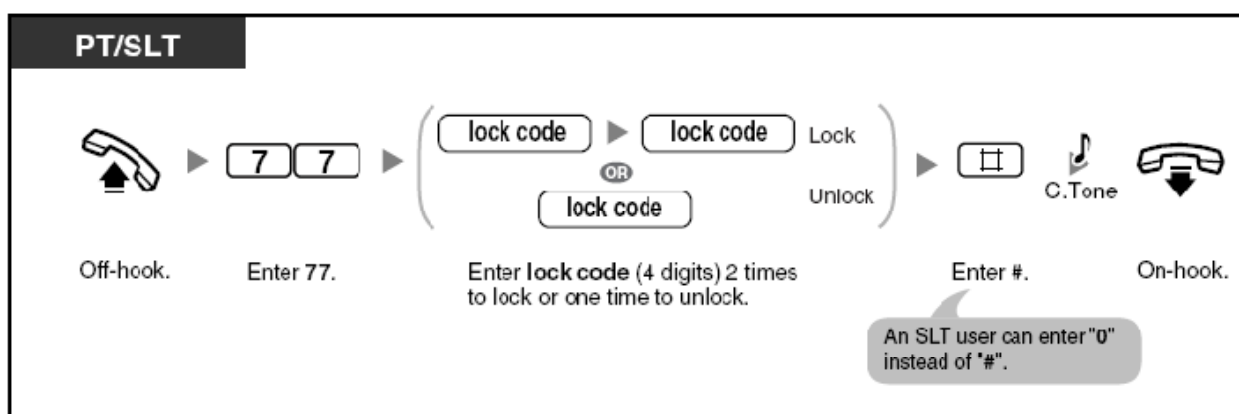 PT/SLT
7 7
lock code lock code Lock
OR
lock code Unlock
# C.Tone
Off-hook.
Enter 77.
Enter lock code (4 digits) 2 times
to lock or one time to unlock.
Enter #.
On-hook.
An SLT user can enter "0"
instead of "#".